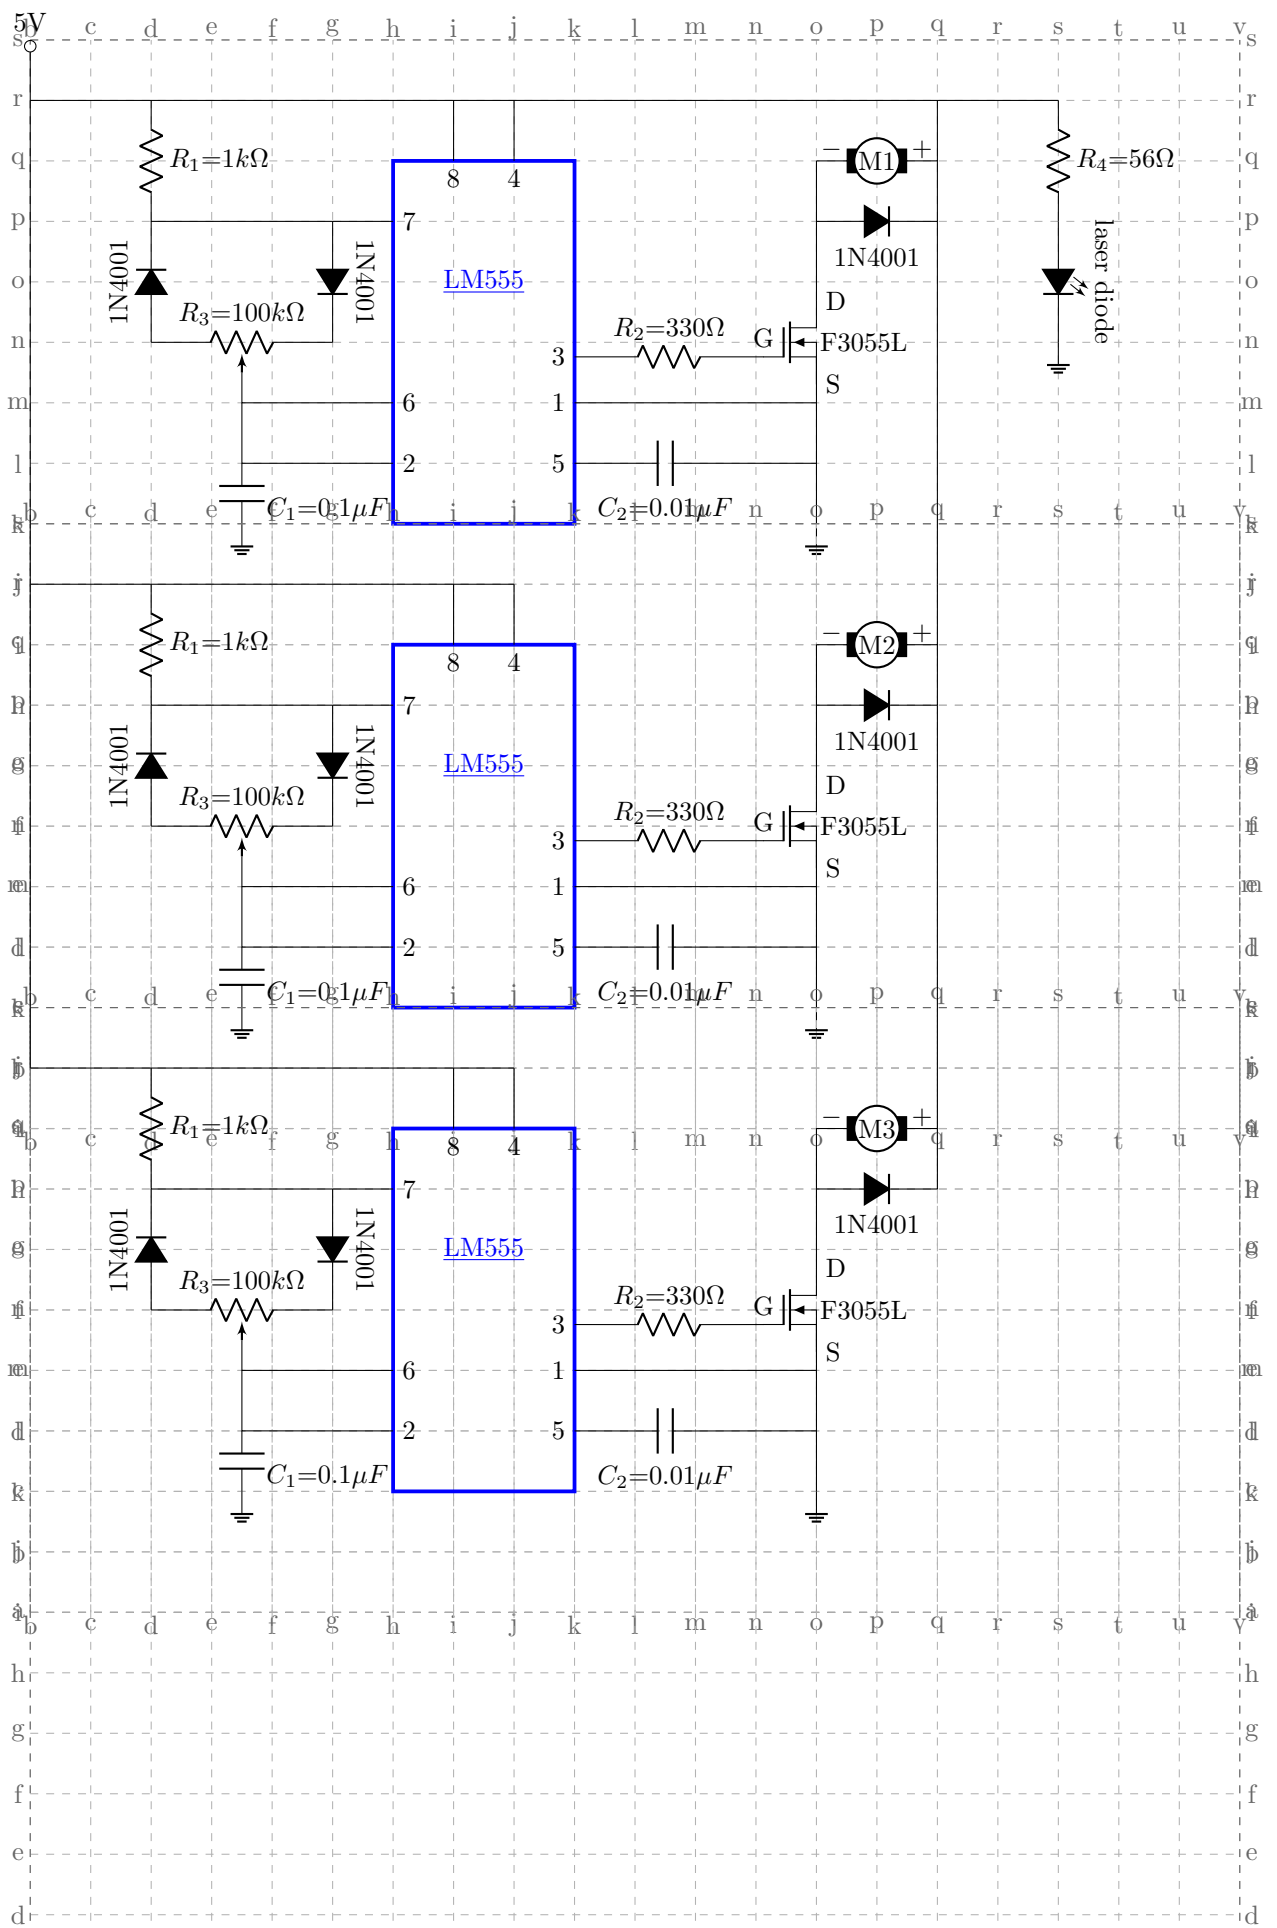 5V
b c d e f g h i j k l m n o p q r s t u v
s s
r r
q R1=1kΩ 8 4 − M1 + R4=56Ω q
p 7 p
1N4001 1N4001 1N4001 laser diode
o LM555 o
R3=100kΩ D
n R2=330Ω G F3055L n
3
S
m 6 1 m
l 2 5 l
C1=0.1μF C2=0.01μF
b c d e f g h i j k l m n o p q r s t u v
k s k s
j r j r
q i R1=1kΩ 8 4 − M2 + q i
p h 7 p h
1N4001 1N4001 1N4001
o g LM555 o g
R3=100kΩ D
n f R2=330Ω G F3055L n f
3
S
m e 6 1 m e
l d 2 5 l d
C1=0.1μF C2=0.01μF
b c d e f g h i j k l m n o p q r s t u v
q R1=1kΩ 8 4 − M3 + q
b c d e f g h i j k l m n o p q r s t u v
p h 7 p h
1N4001 1N4001 1N4001
o g LM555 o g
R3=100kΩ D
n f R2=330Ω G F3055L n f
3
S
m e 6 1 m e
l d 2 5 l d
C1=0.1μF C2=0.01μF
k c k c
j b j b
i a i a
b c d e f g h i j k l m n o p q r s t u v
h h
g g
f f
e e
d d